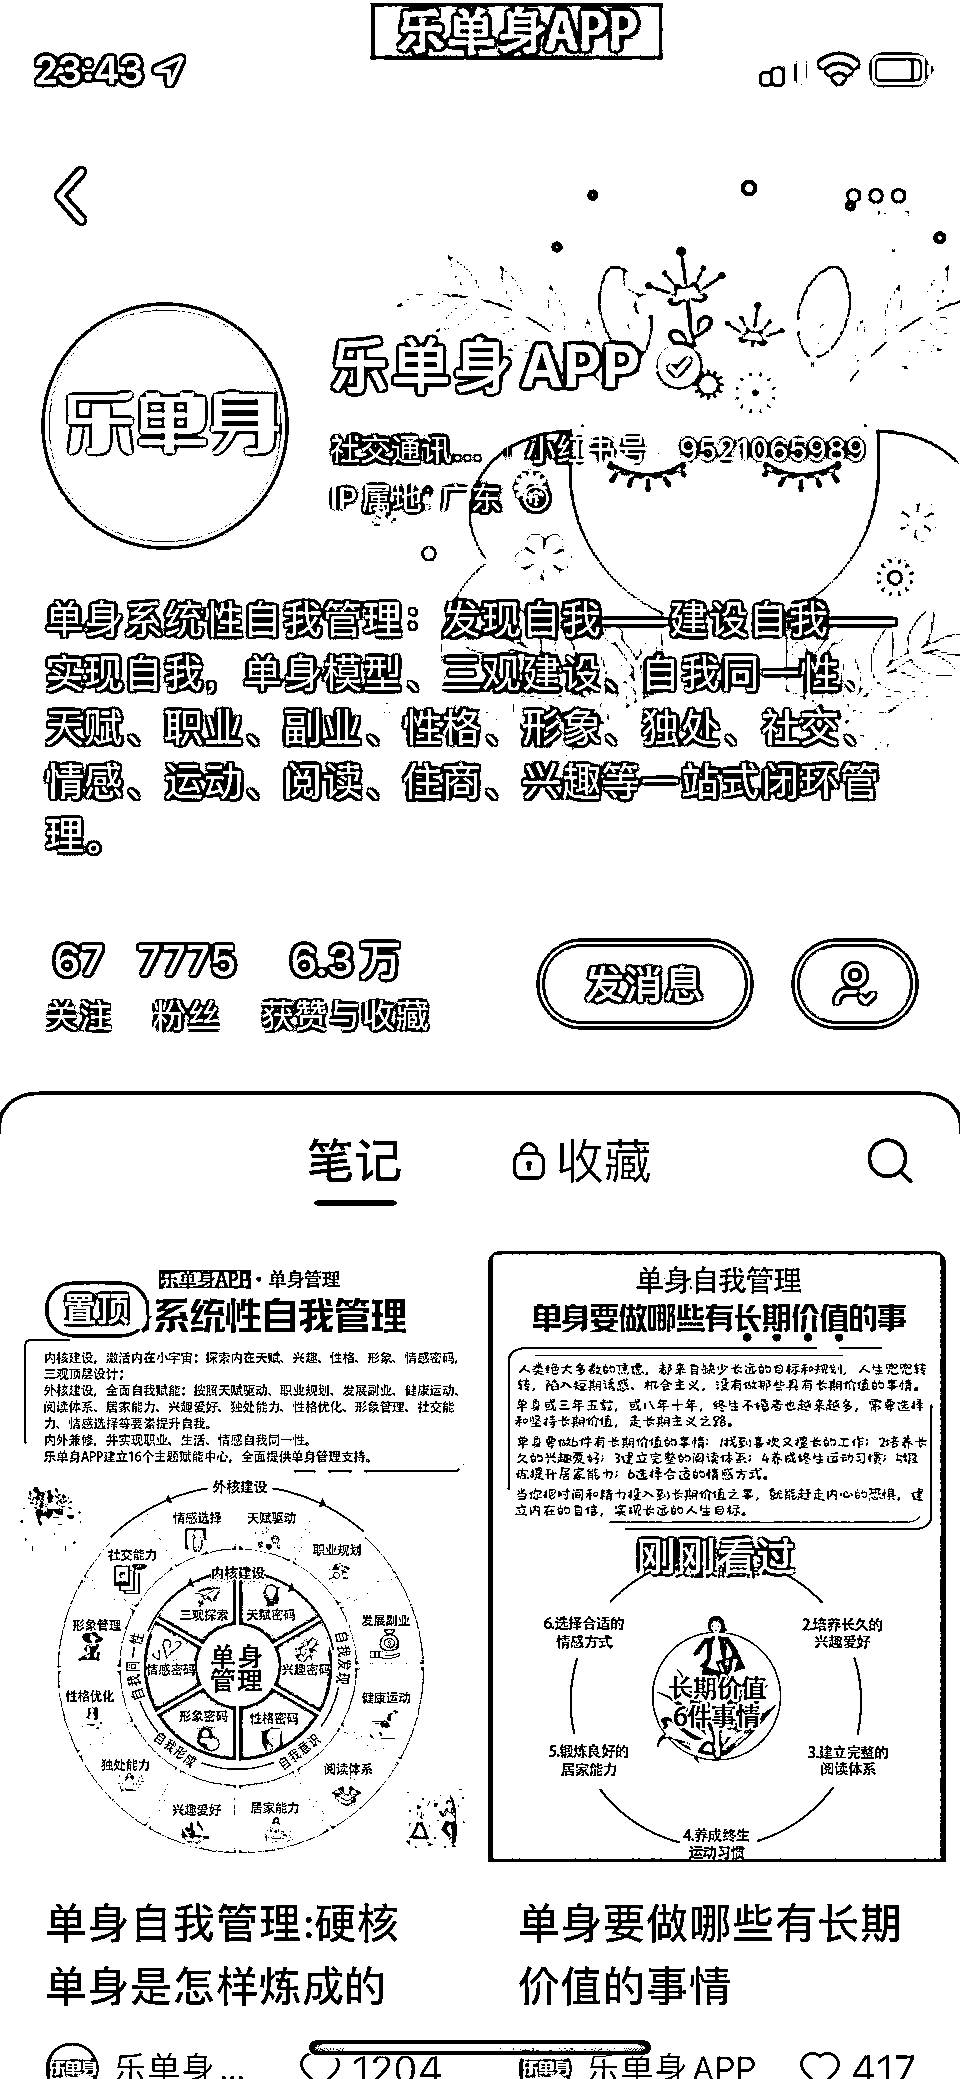 乐单身APP
23:43
乐单身
乐单身APP
社交通讯... 小红书号 9521065989
IP属地：广东
单身系统性自我管理：发现自我——建设自我——
实现自我，单身模型、三观建设、自我同一性、
天赋、职业、副业、性格、形象、独处、社交、
情感、运动、阅读、住商、兴趣等一站式闭环管
理。
67 7775 6.3万
关注 粉丝 获赞与收藏
发消息
笔记 收藏
乐单身APP·单身管理
置顶
系统性自我管理
内核建设，激活内在小宇宙：探索内在天赋、兴趣、性格、形象、情感密码，
三观顶层设计；
外核建设，全面自我赋能：按照天赋驱动、职业规划、发展副业、健康运动、
阅读体系、居家能力、兴趣爱好、独处能力、性格优化、形象管理、社交能
力、情感选择等要素提升自我。
内外兼修，并实现职业、生活、情感自我同一性。
乐单身APP建立16个主题赋能中心，全面提供单身管理支持。
外核建设
情感选择 天赋驱动
社交能力 职业规划
内核建设
形象管理 三观探索 天赋密码 发展副业
自我同一性 情感密码 单身
管理 兴趣密码 自我发现
性格优化 形象密码 性格密码 健康运动
自我形成 自我意识
独处能力 阅读体系
兴趣爱好 居家能力
单身自我管理
单身要做哪些有长期价值的事
人类绝大多数的焦虑，都来自缺少长远的目标和规划，人生兜兜转
转，陷入短期诱惑、机会主义，没有做那些具有长期价值的事情。
单身或三年五载，或八年十年，终生不婚者也越来越多，需要选择
和坚持长期价值，走长期主义之路。
单身要做6件有长期价值的事情：1找到喜欢又擅长的工作；2培养长
久的兴趣爱好；3建立完整的阅读体系；4养成终生运动习惯；5锻
炼提升居家能力；6选择合适的情感方式。
当你把时间和精力投入到长期价值之事，就能赶走内心的恐惧，建
立内在的自信，实现长远的人生目标。
刚刚看过
6.选择合适的
情感方式
2.培养长久的
兴趣爱好
长期价值
6件事情
5.锻炼良好的
居家能力
3.建立完整的
阅读体系
4.养成终生
运动习惯
单身自我管理:硬核
单身是怎样炼成的
单身要做哪些有长期
价值的事情
乐单身 乐单身... 1204
乐单身 乐单身APP 417